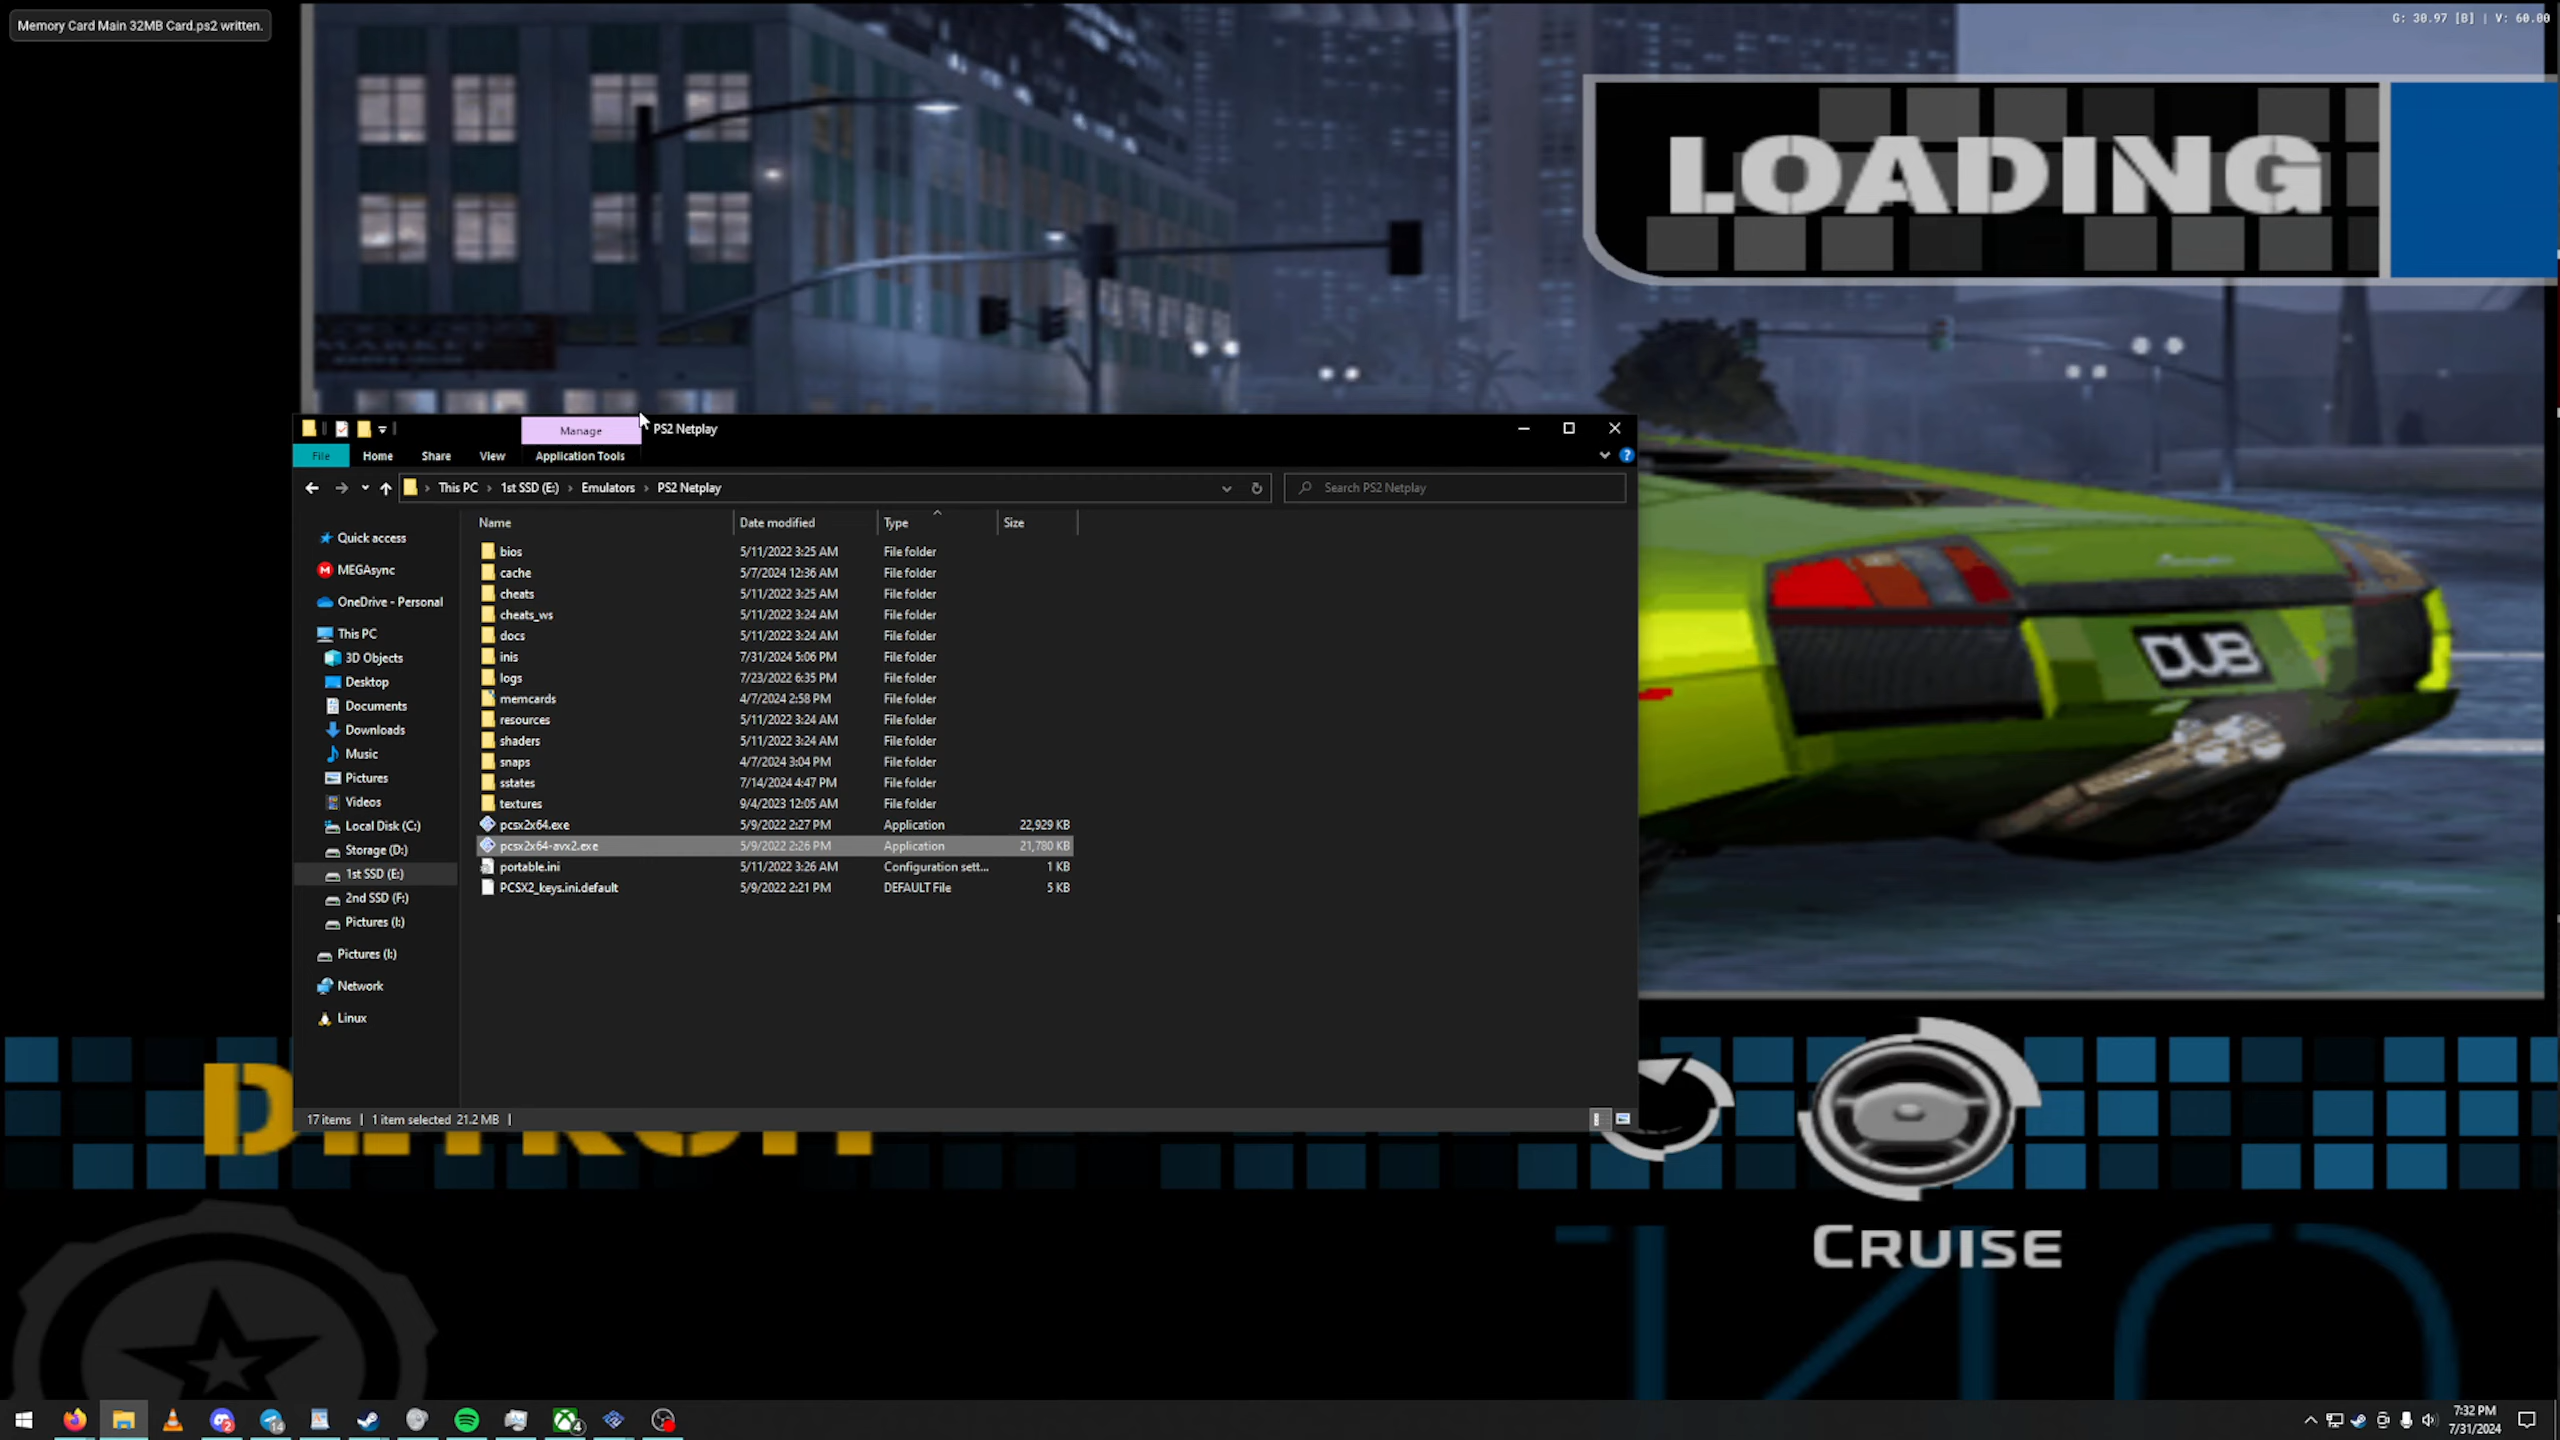 Memory Card Main 32MB Card.ps2 written.
G: 30.97 [B] | V: 60.00
LOADING
Manage
PS2 Netplay
File
Home
Share
View
Application Tools
This PC
1st SSD (E:)
Emulators
PS2 Netplay
Search PS2 Netplay
Name
Date modified
Type
Size
Quick access
MEGAsync
OneDrive - Personal
This PC
3D Objects
Desktop
Documents
Downloads
Music
Pictures
Videos
Local Disk (C:)
Storage (D:)
1st SSD (E:)
2nd SSD (F:)
Pictures (I:)
Pictures (I:)
Network
Linux
bios 5/11/2022 3:25 AM File folder
cache 5/7/2024 12:36 AM File folder
cheats 5/11/2022 3:25 AM File folder
cheats_ws 5/11/2022 3:24 AM File folder
docs 5/11/2022 3:24 AM File folder
inis 7/31/2024 5:06 PM File folder
logs 7/23/2022 6:35 PM File folder
memcards 4/7/2024 2:58 PM File folder
resources 5/11/2022 3:24 AM File folder
shaders 5/11/2022 3:24 AM File folder
snaps 4/7/2024 3:04 PM File folder
sstates 7/14/2024 4:47 PM File folder
textures 9/4/2023 12:05 AM File folder
pcsx2x64.exe 5/9/2022 2:27 PM Application 22,929 KB
pcsx2x64-avx2.exe 5/9/2022 2:26 PM Application 21,780 KB
portable.ini 5/11/2022 3:26 AM Configuration sett... 1 KB
PCSX2_keys.ini.default 5/9/2022 2:21 PM DEFAULT File 5 KB
17 items
1 item selected 21.2 MB
DUB
DETROIT
CRUISE
7:32 PM
7/31/2024